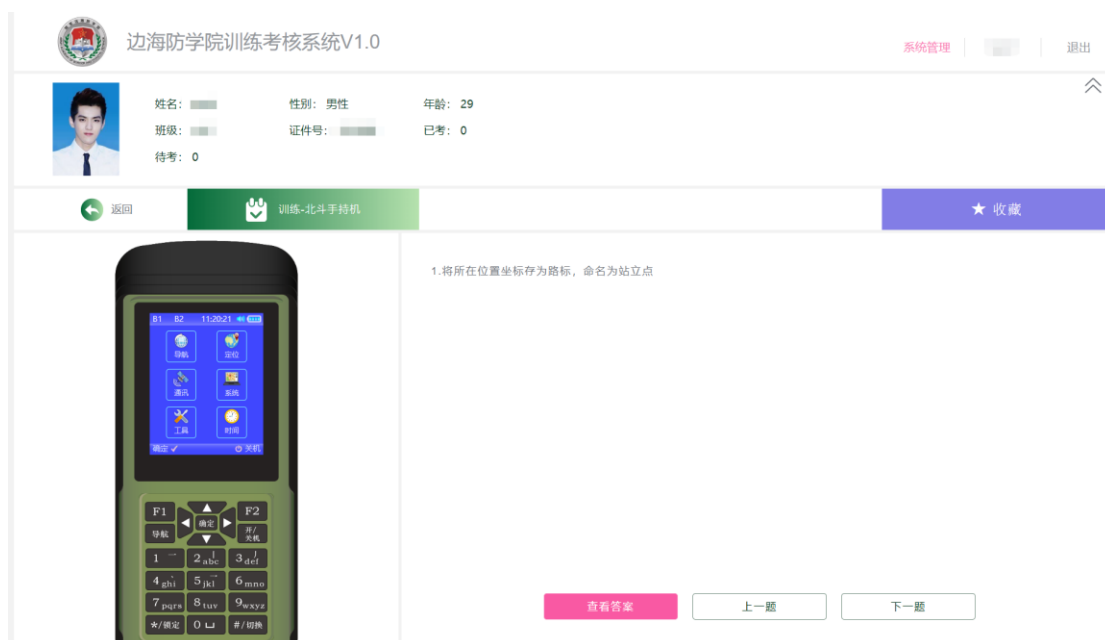 边海防学院训练考核系统V1.0
系统管理 退出
姓名: 性别: 男性 年龄: 29
班级: 证件号: 已考: 0
待考: 0
返回 训练-北斗手持机 ★ 收藏
1.将所在位置坐标存为路标，命名为站立点
B1 B2 11:20:21
导航 定位
通讯 系统
工具 时间
确定 ✓ 关机
F1 确定 F2
导航 开/关机
1 2abc 3def
4ghi 5jkl 6mno
7pqrs 8tuv 9wxyz
*/锁定 0 #/切换
查看答案 上一题 下一题